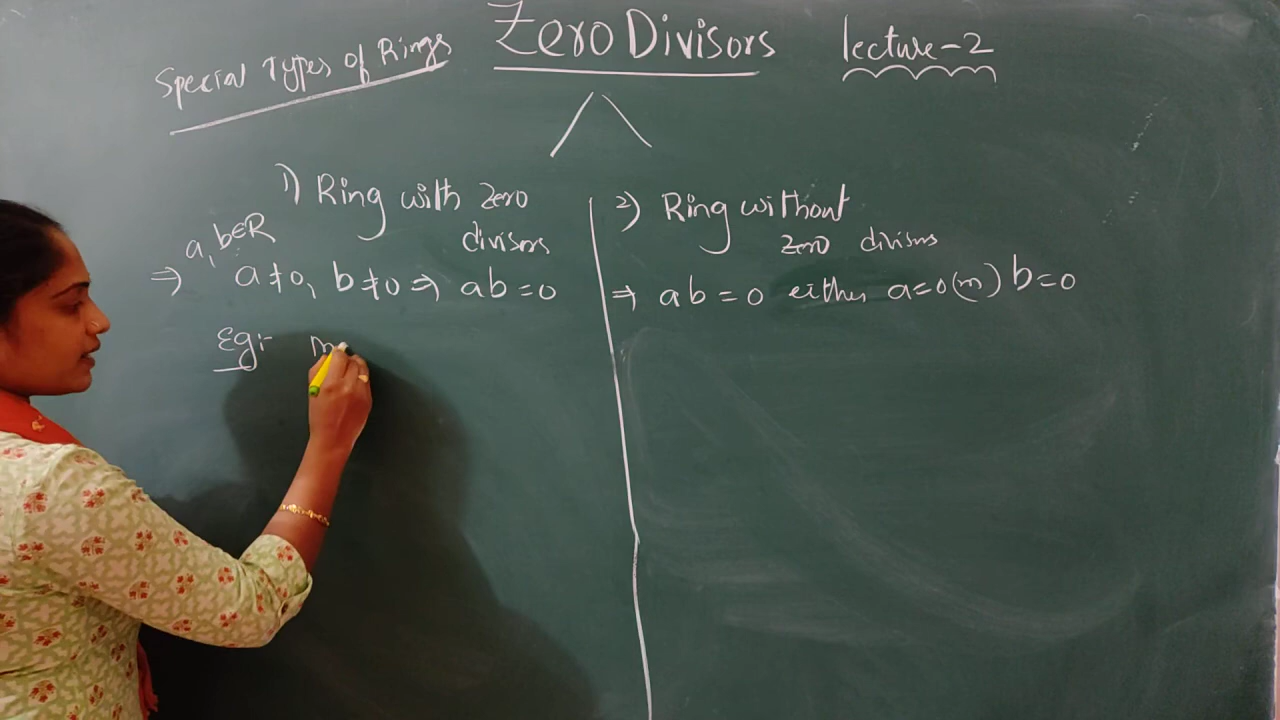 Special Types of Rings
Zero Divisors
lecture-2
1) Ring with zero
divisors
a, b∈R
⇒ a≠0, b≠0 ⇒ ab=0
Eg:- m
2) Ring without
zero divisors
⇒ ab=0 either a=0 (or) b=0